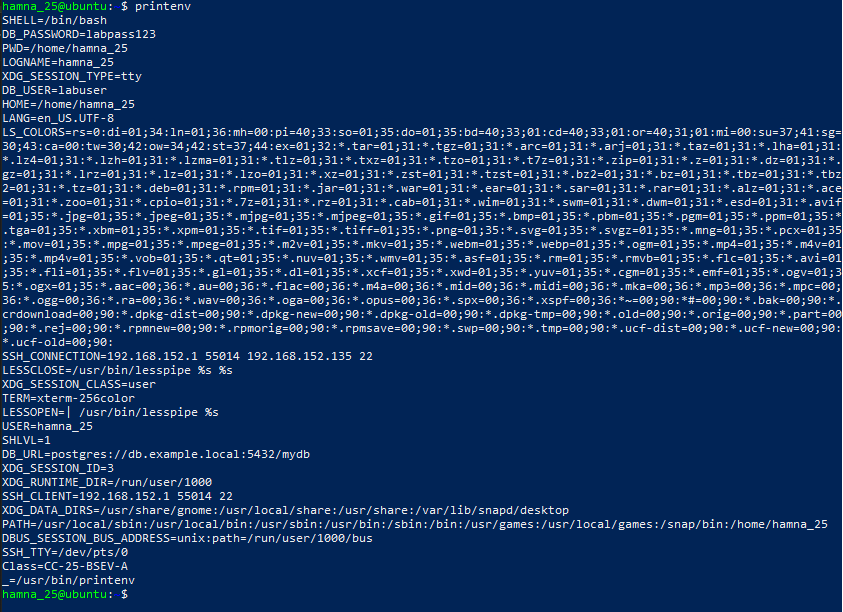 hamna_25@ubuntu: $ printenv
SHELL=/bin/bash
DB_PASSWORD=labpass123
PWD=/home/hamna_25
LOGNAME=hamna_25
XDG_SESSION_TYPE=tty
DB_USER=labuser
HOME=/home/hamna_25
LANG=en_US.UTF-8
LS_COLORS=rs=0:di=01;34:ln=01;36:mh=00:pi=40;33:so=01;35:do=01;35:bd=40;33;01:cd=40;33;01:or=40;31;01:mi=00:su=37;41:sg=
30;43:ca=00:tw=30;42:ow=34;42:st=37;44:ex=01;32:*.tar=01;31:*.tgz=01;31:*.arc=01;31:*.arj=01;31:*.taz=01;31:*.lha=01;31:
*.lz4=01;31:*.lzh=01;31:*.lzma=01;31:*.tlz=01;31:*.txz=01;31:*.tzo=01;31:*.t7z=01;31:*.zip=01;31:*.z=01;31:*.dz=01;31:*.
gz=01;31:*.lrz=01;31:*.lz=01;31:*.lzo=01;31:*.xz=01;31:*.zst=01;31:*.tzst=01;31:*.bz2=01;31:*.bz=01;31:*.tbz=01;31:*.tbz
2=01;31:*.tz=01;31:*.deb=01;31:*.rpm=01;31:*.jar=01;31:*.war=01;31:*.ear=01;31:*.sar=01;31:*.rar=01;31:*.alz=01;31:*.ace
=01;31:*.zoo=01;31:*.cpio=01;31:*.7z=01;31:*.rz=01;31:*.cab=01;31:*.wim=01;31:*.swm=01;31:*.dwm=01;31:*.esd=01;31:*.avif
=01;35:*.jpg=01;35:*.jpeg=01;35:*.mjpg=01;35:*.mjpeg=01;35:*.gif=01;35:*.bmp=01;35:*.pbm=01;35:*.pgm=01;35:*.ppm=01;35:*
.tga=01;35:*.xbm=01;35:*.xpm=01;35:*.tif=01;35:*.tiff=01;35:*.png=01;35:*.svg=01;35:*.svgz=01;35:*.mng=01;35:*.pcx=01;35
:*.mov=01;35:*.mpg=01;35:*.mpeg=01;35:*.m2v=01;35:*.mkv=01;35:*.webm=01;35:*.webp=01;35:*.ogm=01;35:*.mp4=01;35:*.m4v=01
;35:*.mp4v=01;35:*.vob=01;35:*.qt=01;35:*.nuv=01;35:*.wmv=01;35:*.asf=01;35:*.rm=01;35:*.rmvb=01;35:*.flc=01;35:*.avi=01
;35:*.fli=01;35:*.flv=01;35:*.gl=01;35:*.dl=01;35:*.xcf=01;35:*.xwd=01;35:*.yuv=01;35:*.cgm=01;35:*.emf=01;35:*.ogv=01;3
5:*.ogx=01;35:*.aac=00;36:*.au=00;36:*.flac=00;36:*.m4a=00;36:*.mid=00;36:*.midi=00;36:*.mka=00;36:*.mp3=00;36:*.mpc=00;
36:*.ogg=00;36:*.ra=00;36:*.wav=00;36:*.oga=00;36:*.opus=00;36:*.spx=00;36:*.xspf=00;36:*~=00;90:*#=00;90:*.bak=00;90:*.
crdownload=00;90:*.dpkg-dist=00;90:*.dpkg-new=00;90:*.dpkg-old=00;90:*.dpkg-tmp=00;90:*.old=00;90:*.orig=00;90:*.part=00
;90:*.rej=00;90:*.rpmnew=00;90:*.rpmorig=00;90:*.rpmsave=00;90:*.swp=00;90:*.tmp=00;90:*.ucf-dist=00;90:*.ucf-new=00;90:
*.ucf-old=00;90:
SSH_CONNECTION=192.168.152.1 55014 192.168.152.135 22
LESSCLOSE=/usr/bin/lesspipe %s %s
XDG_SESSION_CLASS=user
TERM=xterm-256color
LESSOPEN=| /usr/bin/lesspipe %s
USER=hamna_25
SHLVL=1
DB_URL=postgres://db.example.local:5432/mydb
XDG_SESSION_ID=3
XDG_RUNTIME_DIR=/run/user/1000
SSH_CLIENT=192.168.152.1 55014 22
XDG_DATA_DIRS=/usr/share/gnome:/usr/local/share:/usr/share:/var/lib/snapd/desktop
PATH=/usr/local/sbin:/usr/local/bin:/usr/sbin:/usr/bin:/sbin:/bin:/usr/games:/usr/local/games:/snap/bin:/home/hamna_25
DBUS_SESSION_BUS_ADDRESS=unix:path=/run/user/1000/bus
SSH_TTY=/dev/pts/0
Class=CC-25-BSEV-A
_=/usr/bin/printenv
hamna_25@ubuntu: $